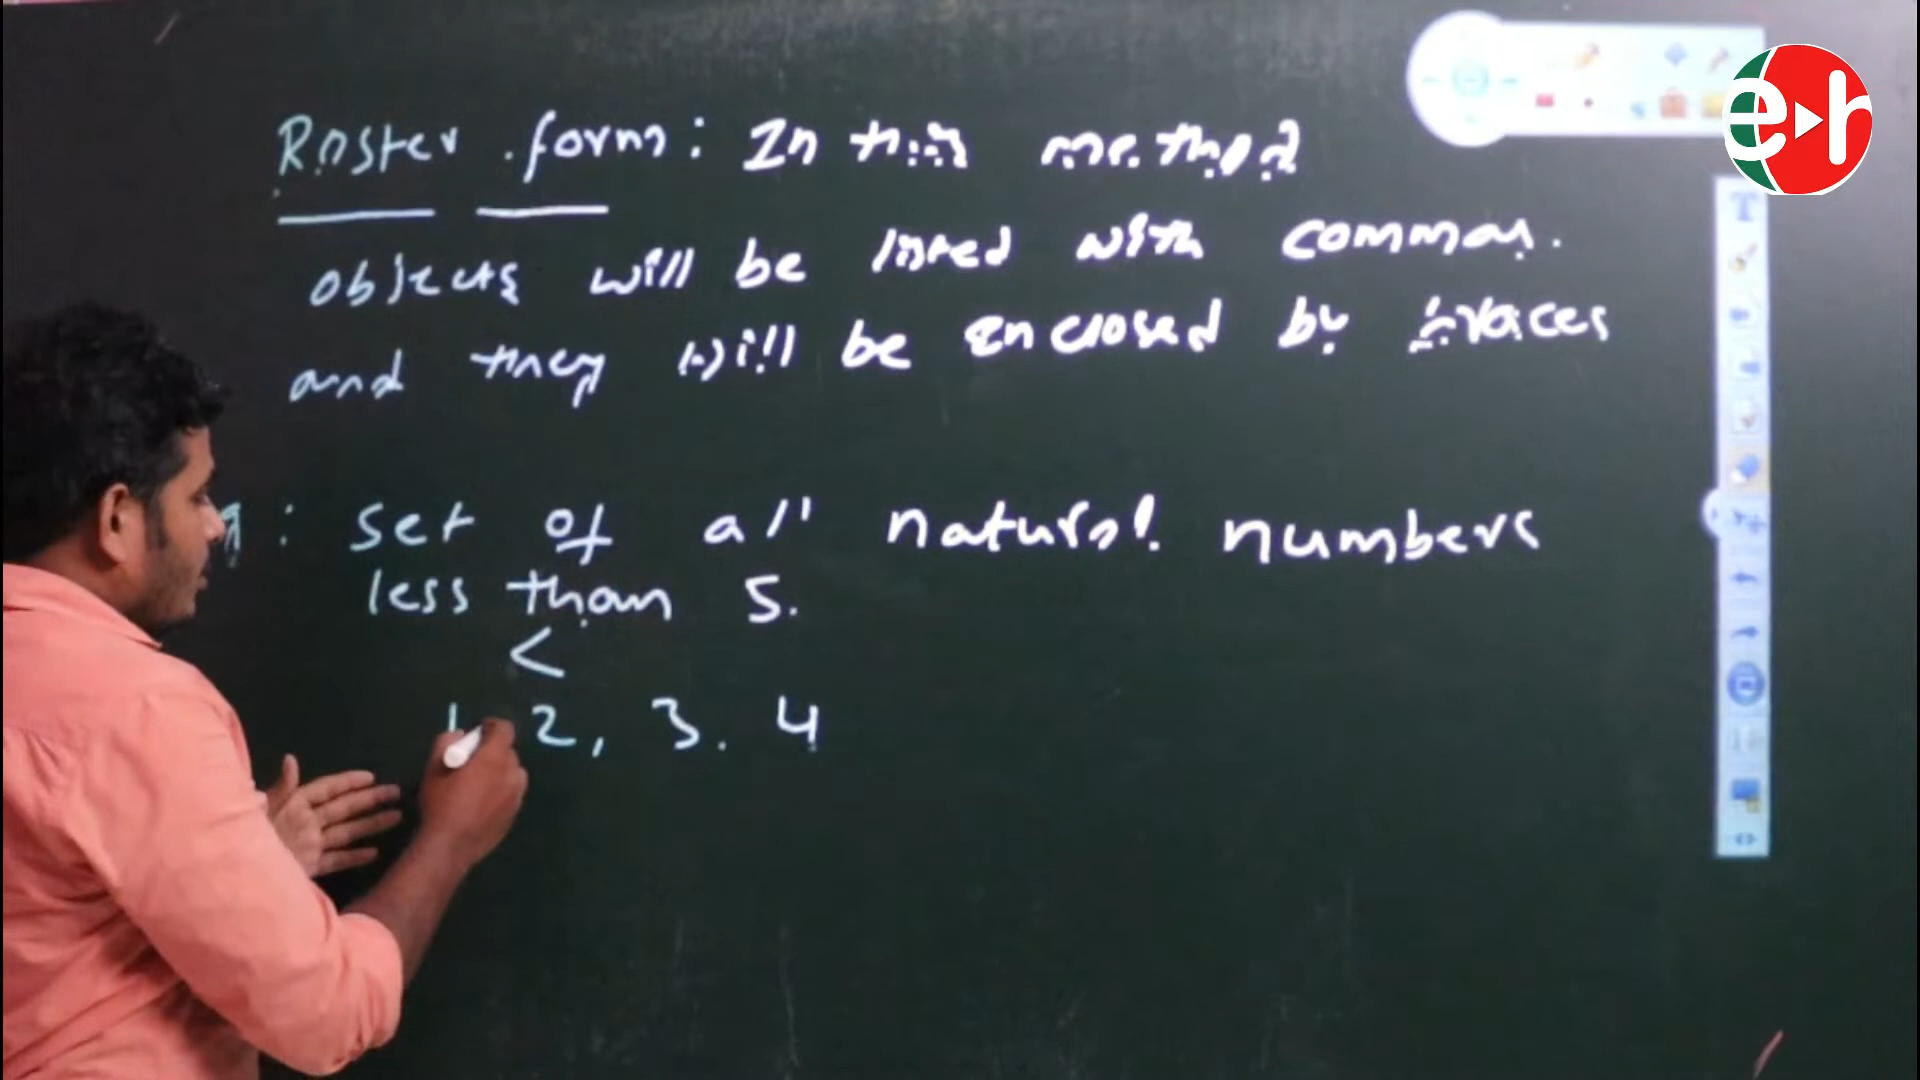 Roster form: In this method
objects will be listed with commas.
and they will be enclosed by braces
: set of all natural numbers
less than 5.
<
1, 2, 3. 4